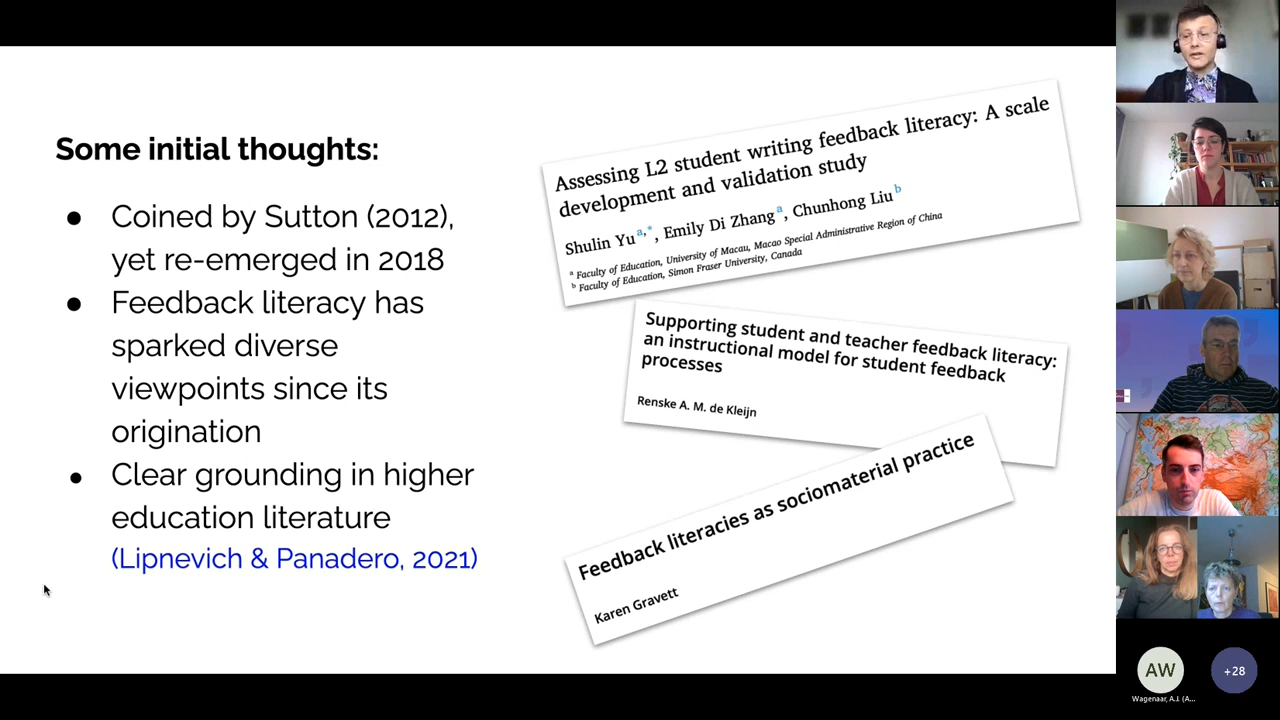 Some initial thoughts:
● Coined by Sutton (2012),
yet re-emerged in 2018
● Feedback literacy has
sparked diverse
viewpoints since its
origination
● Clear grounding in higher
education literature
(Lipnevich & Panadero, 2021)
Assessing L2 student writing feedback literacy: A scale
development and validation study
Shulin Yu a,*, Emily Di Zhang a, Chunhong Liu b
a Faculty of Education, University of Macau, Macao Special Administrative Region of China
b Faculty of Education, Simon Fraser University, Canada
Supporting student and teacher feedback literacy:
an instructional model for student feedback
processes
Renske A. M. de Kleijn
Feedback literacies as sociomaterial practice
Karen Gravett
AW
+28
Wagenaar, A.I. (A...